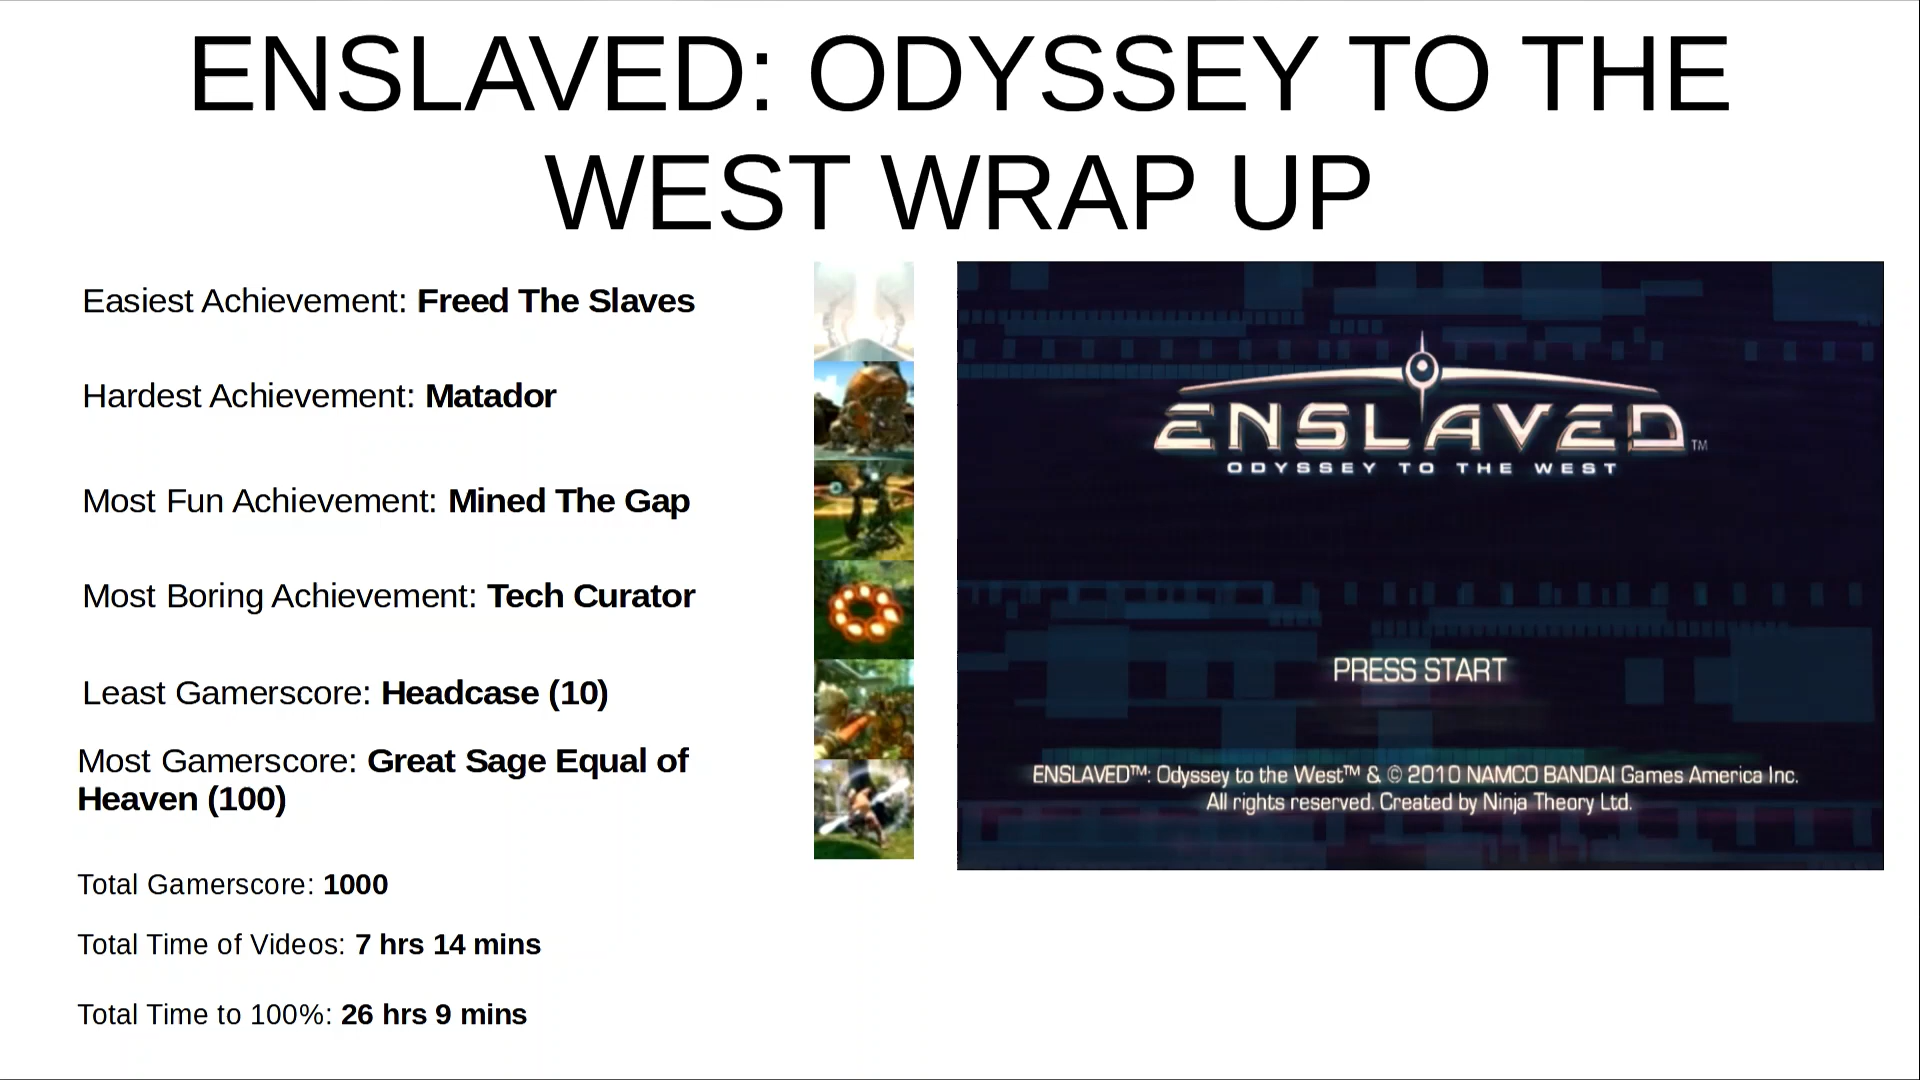 ENSLAVED: ODYSSEY TO THE
WEST WRAP UP
Easiest Achievement: Freed The Slaves
Hardest Achievement: Matador
Most Fun Achievement: Mined The Gap
Most Boring Achievement: Tech Curator
Least Gamerscore: Headcase (10)
Most Gamerscore: Great Sage Equal of
Heaven (100)
Total Gamerscore: 1000
Total Time of Videos: 7 hrs 14 mins
Total Time to 100%: 26 hrs 9 mins
ENSLAVED™
ODYSSEY TO THE WEST
PRESS START
ENSLAVED™: Odyssey to the West™ & © 2010 NAMCO BANDAI Games America Inc.
All rights reserved. Created by Ninja Theory Ltd.